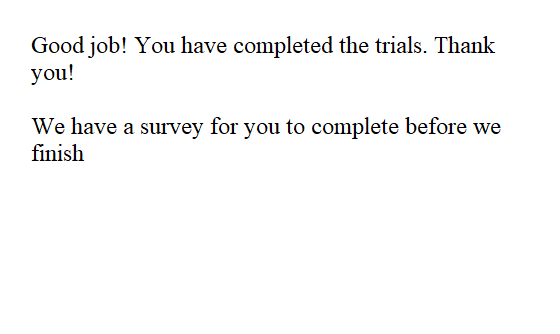 Good job! You have completed the trials. Thank
you!
We have a survey for you to complete before we
finish